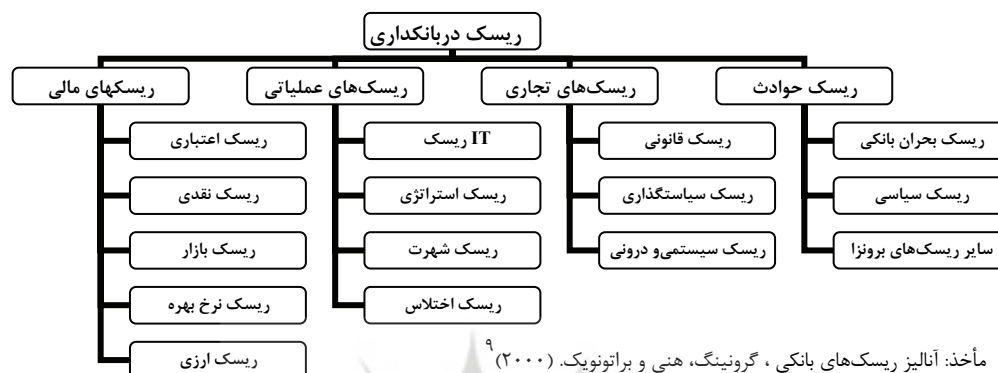 ریسک دربانکداری
ریسک حوادث
ریسک‌های تجاری
ریسک‌های عملیاتی
ریسکهای مالی
ریسک بحران بانکی
ریسک قانونی
ریسک IT
ریسک اعتباری
ریسک سیاسی
ریسک سیاستگذاری
ریسک استراتژی
ریسک نقدی
سایر ریسک‌های برونزا
ریسک سیستمی‌و درونی
ریسک شهرت
ریسک بازار
ریسک اختلاس
ریسک نرخ بهره
ریسک ارزی
مأخذ: آنالیز ریسک‌های بانکی ، گرونینگ، هنی و براتونویک. (۲۰۰۰)۹